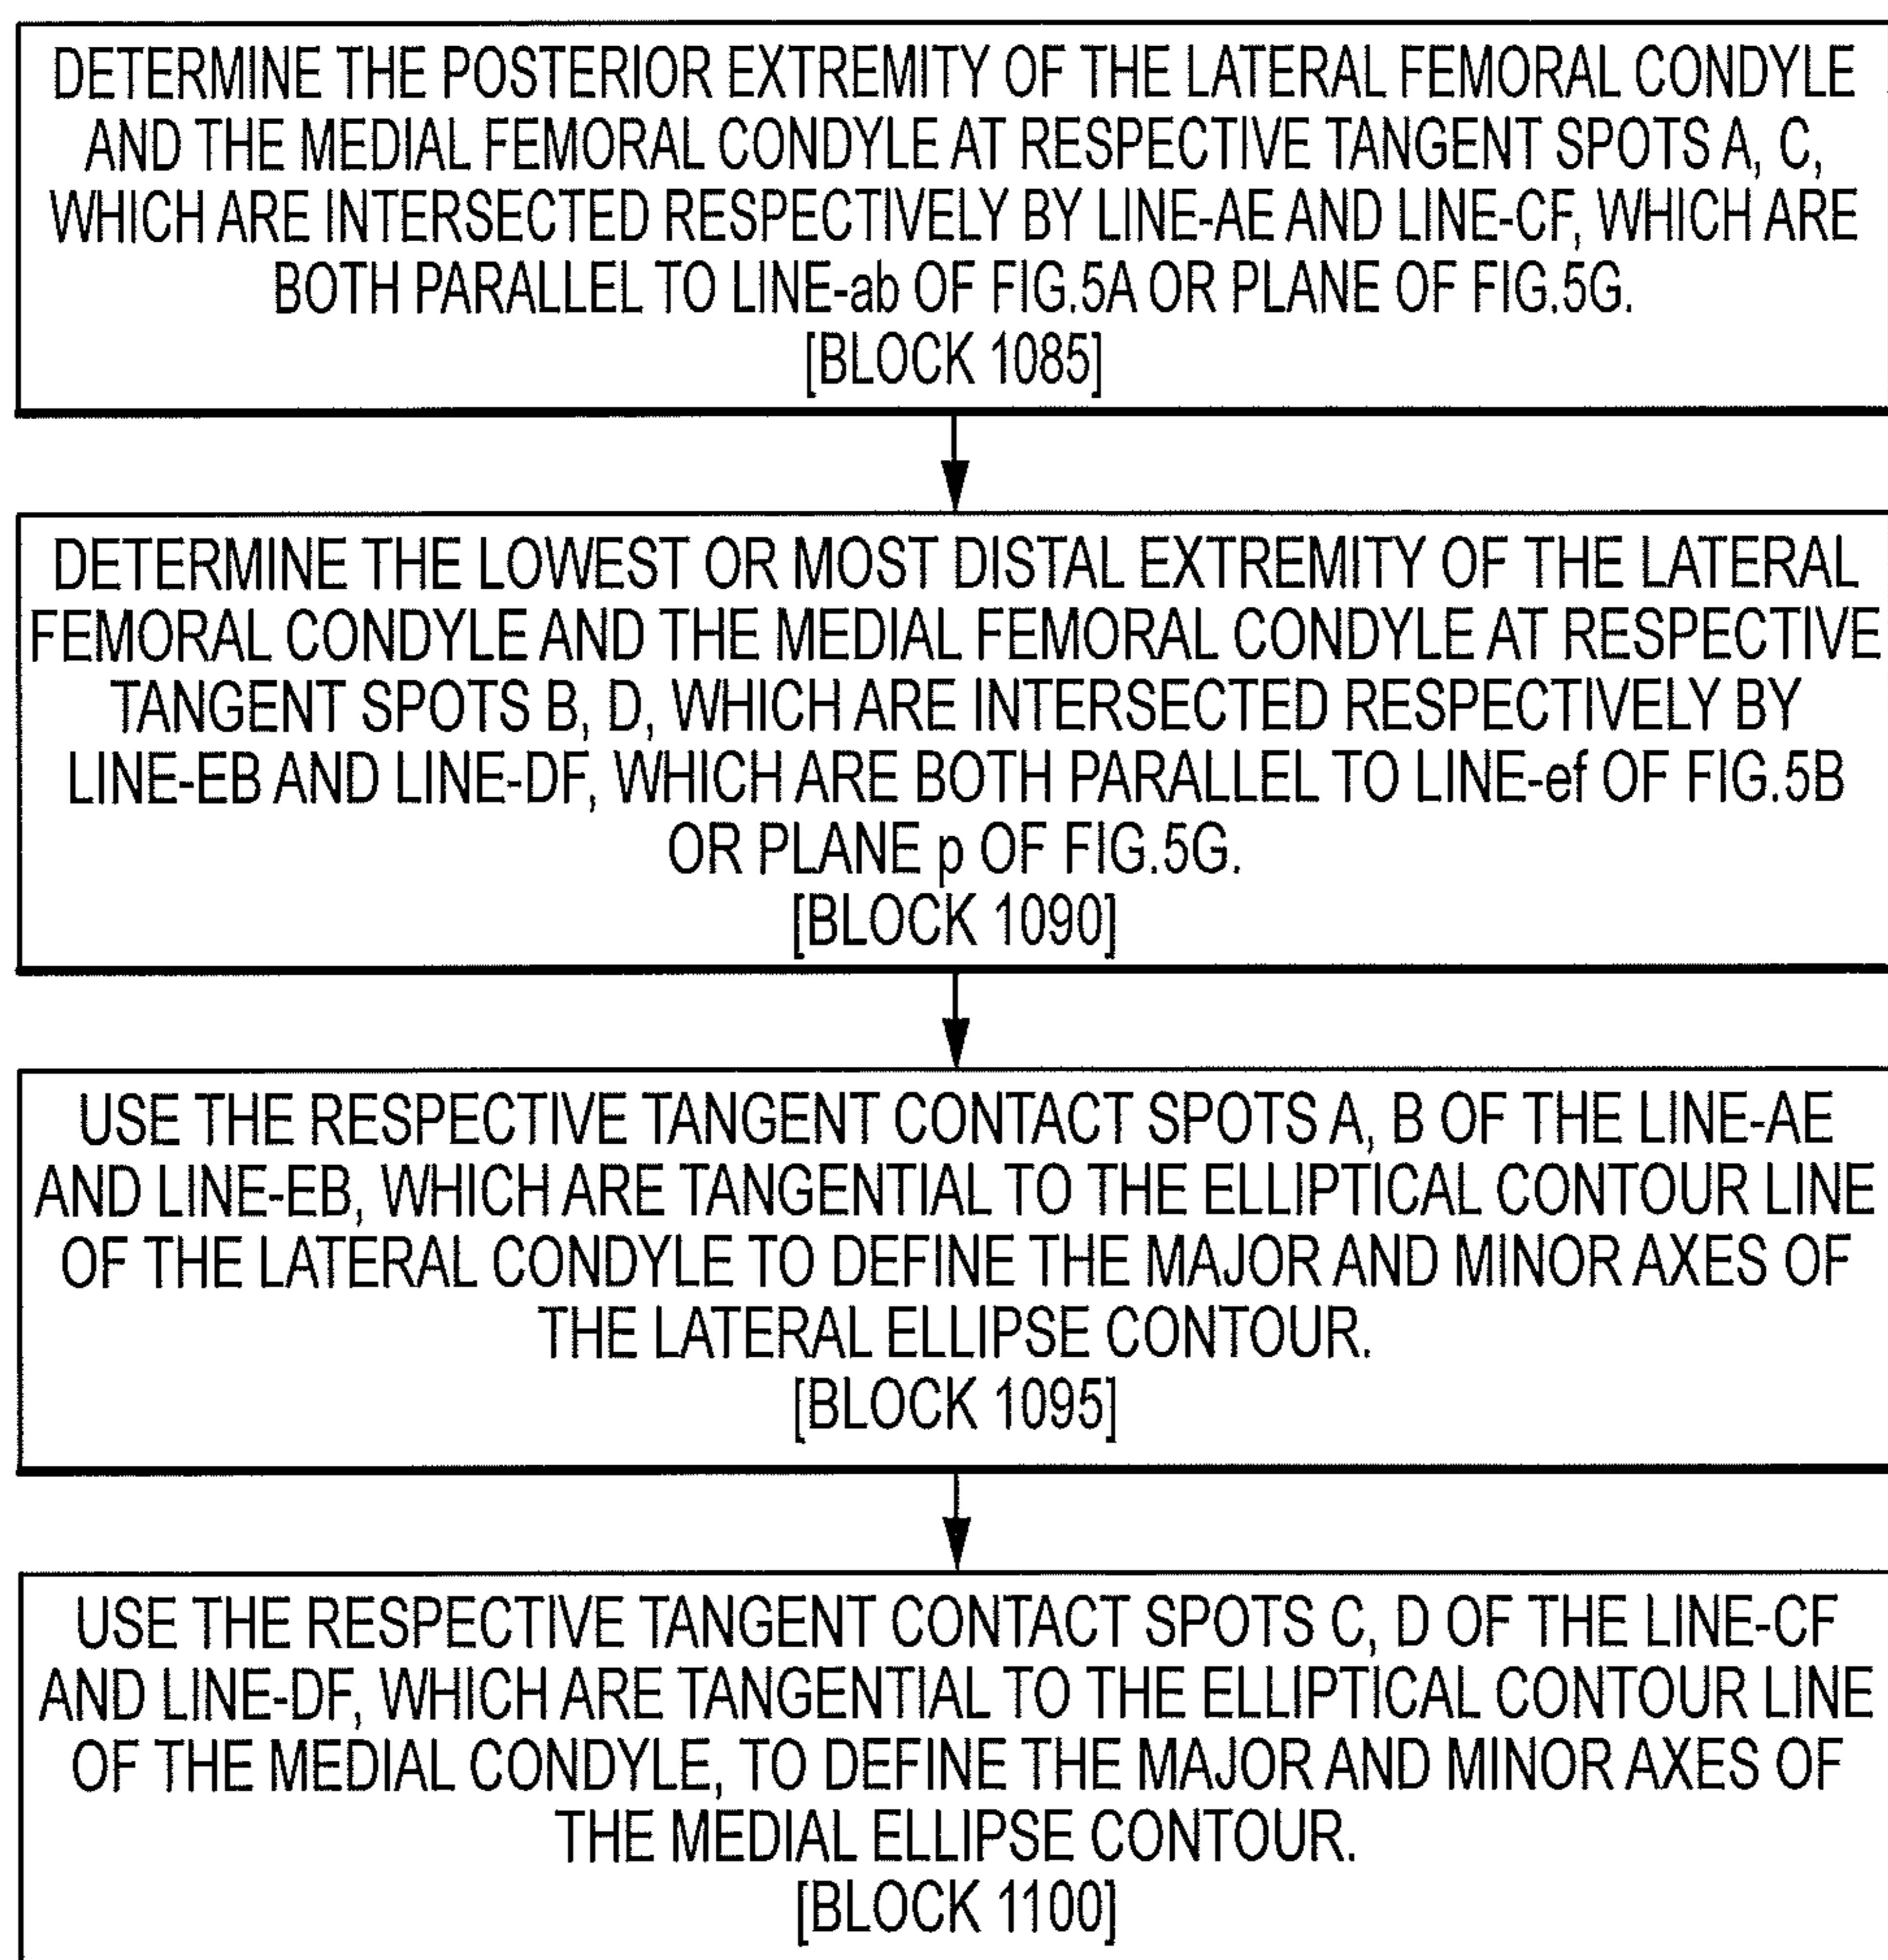 DETERMINE THE POSTERIOR EXTREMITY OF THE LATERAL FEMORAL CONDYLE
AND THE MEDIAL FEMORAL CONDYLE AT RESPECTIVE TANGENT SPOTS A, C,
WHICH ARE INTERSECTED RESPECTIVELY BY LINE-AE AND LINE-CF, WHICH ARE
BOTH PARALLEL TO LINE-ab OF FIG.5A OR PLANE OF FIG.5G.
[BLOCK 1085]
DETERMINE THE LOWEST OR MOST DISTAL EXTREMITY OF THE LATERAL
FEMORAL CONDYLE AND THE MEDIAL FEMORAL CONDYLE AT RESPECTIVE
TANGENT SPOTS B, D, WHICH ARE INTERSECTED RESPECTIVELY BY
LINE-EB AND LINE-DF, WHICH ARE BOTH PARALLEL TO LINE-ef OF FIG.5B
OR PLANE p OF FIG.5G.
[BLOCK 1090]
USE THE RESPECTIVE TANGENT CONTACT SPOTS A, B OF THE LINE-AE
AND LINE-EB, WHICH ARE TANGENTIAL TO THE ELLIPTICAL CONTOUR LINE
OF THE LATERAL CONDYLE TO DEFINE THE MAJOR AND MINOR AXES OF
THE LATERAL ELLIPSE CONTOUR.
[BLOCK 1095]
USE THE RESPECTIVE TANGENT CONTACT SPOTS C, D OF THE LINE-CF
AND LINE-DF, WHICH ARE TANGENTIAL TO THE ELLIPTICAL CONTOUR LINE
OF THE MEDIAL CONDYLE, TO DEFINE THE MAJOR AND MINOR AXES OF
THE MEDIAL ELLIPSE CONTOUR.
[BLOCK 1100]